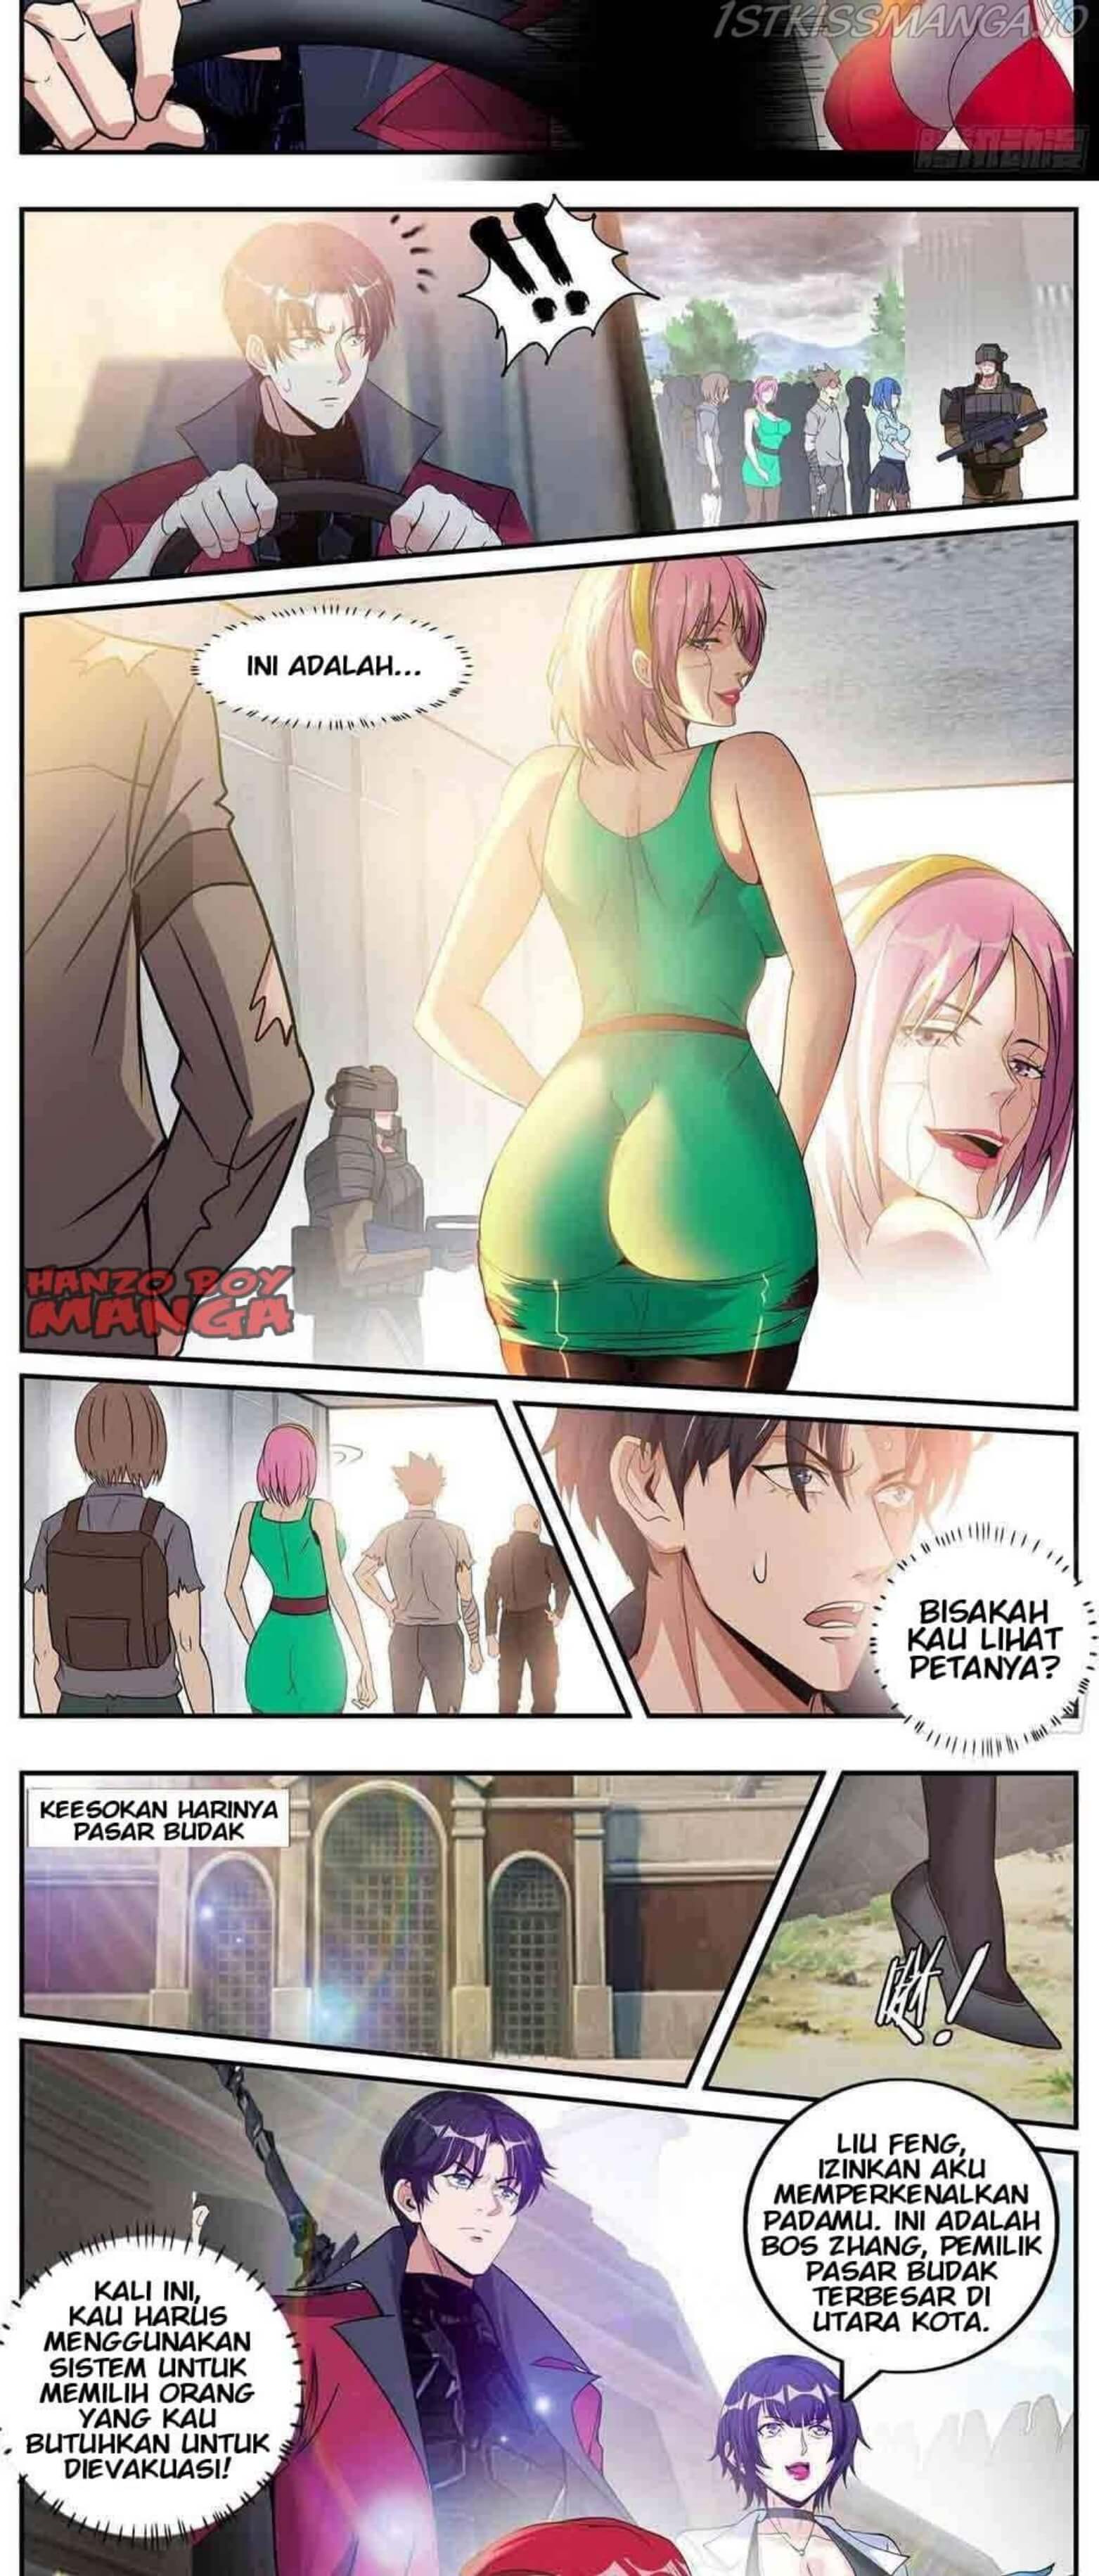 1STKISSMANGA.IO
!!
INI ADALAH...
HANZO BOY
MANGA
BISAKAH
KAU LIHAT
PETANYA?
KEESOKAN HARINYA
PASAR BUDAK
LIU FENG,
IZINKAN AKU
MEMPERKENALKAN
PADAMU. INI ADALAH
BOS ZHANG, PEMILIK
PASAR BUDAK
TERBESAR DI
UTARA KOTA.
KALI INI,
KAU HARUS
MENGGUNAKAN
SISTEM UNTUK
MEMILIH ORANG
YANG KAU
BUTUHKAN UNTUK
DIEVAKUASI!